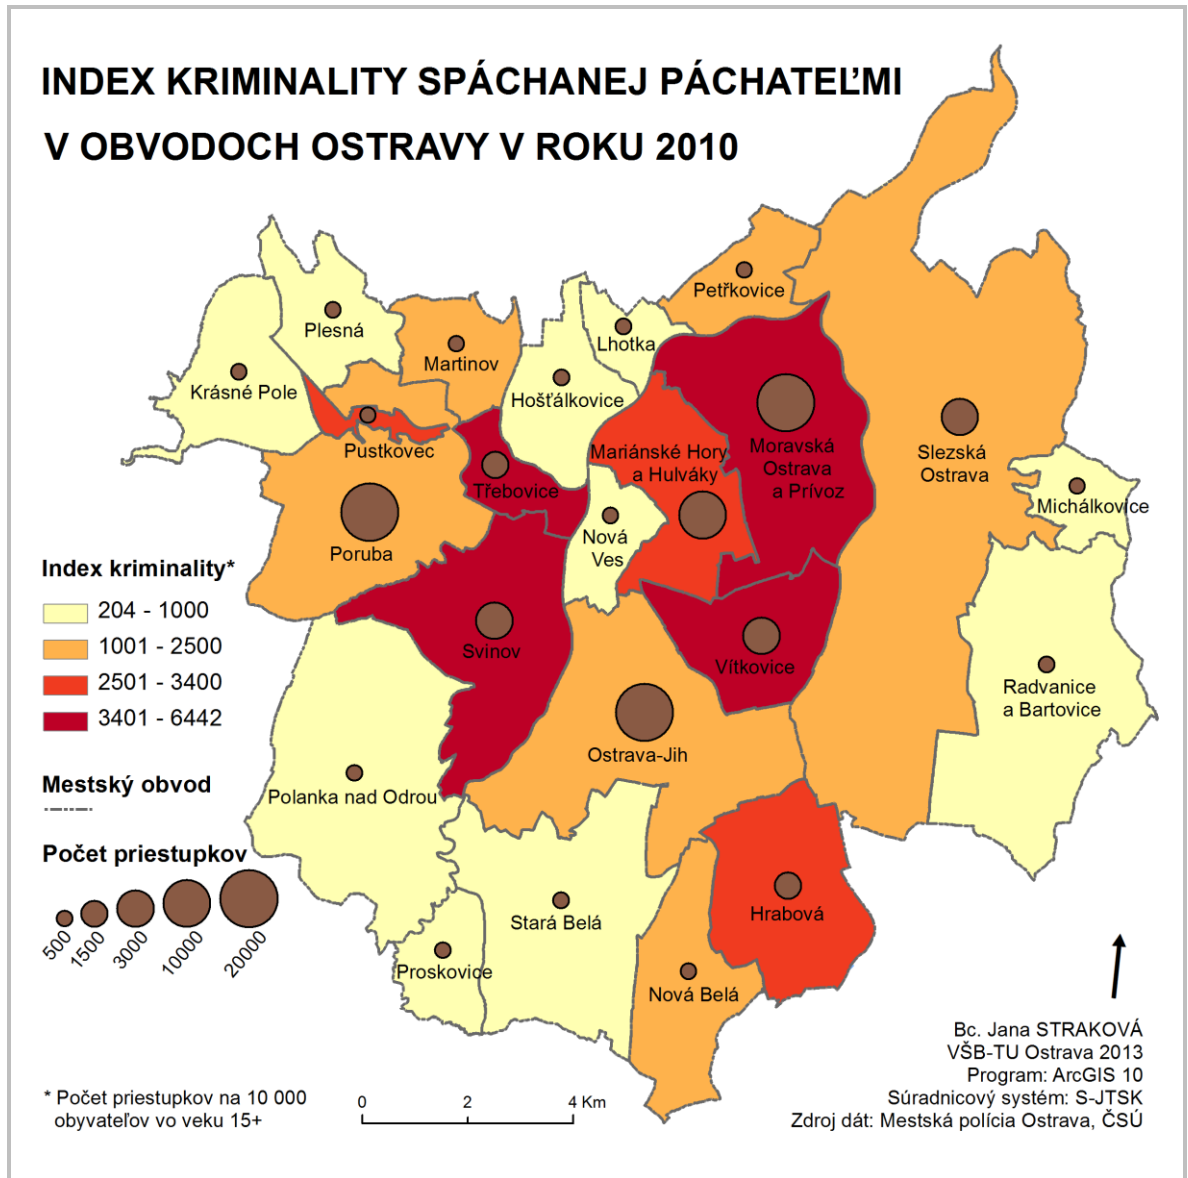 INDEX KRIMINALITY SPÁCHANEJ PÁCHATEĽMI
V OBVODOCH OSTRAVY V ROKU 2010
Petřkovice
Plesná
Lhotka
Martinov
Krásné Pole
Hošťálkovice
Pustkovec
Mariánské Hory
a Hulváky
Moravská
Ostrava
a Prívoz
Slezská
Ostrava
Třebovice
Michálkovice
Nová
Ves
Poruba
Svinov
Vítkovice
Radvanice
a Bartovice
Ostrava-Jih
Polanka nad Odrou
Stará Belá
Hrabová
Proskovice
Nová Belá
Index kriminality*
204 - 1000
1001 - 2500
2501 - 3400
3401 - 6442
Mestský obvod
Počet priestupkov
500
1500
3000
10000
20000
* Počet priestupkov na 10 000
obyvateľov vo veku 15+
0 2 4 Km
Bc. Jana STRAKOVÁ
VŠB-TU Ostrava 2013
Program: ArcGIS 10
Súradnicový systém: S-JTSK
Zdroj dát: Mestská polícia Ostrava, ČSÚ